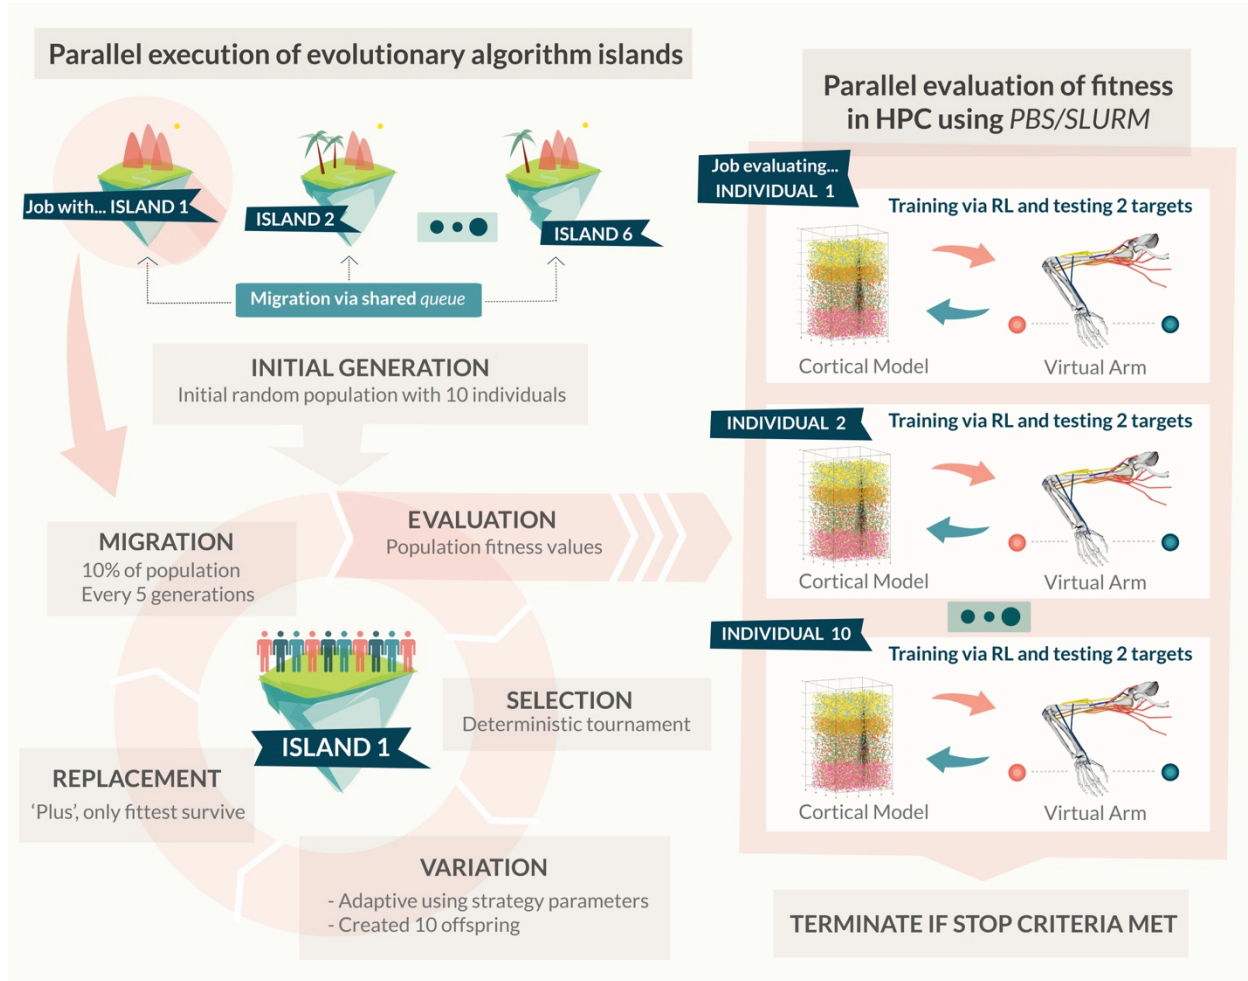 Parallel execution of evolutionary algorithm islands
Job with... ISLAND 1
ISLAND 2
ISLAND 6
Migration via shared queue
INITIAL GENERATION
Initial random population with 10 individuals
EVALUATION
Population fitness values
MIGRATION
10% of population
Every 5 generations
SELECTION
Deterministic tournament
ISLAND 1
REPLACEMENT
‘Plus’, only fittest survive
VARIATION
- Adaptive using strategy parameters
- Created 10 offspring
Parallel evaluation of fitness
in HPC using PBS/SLURM
Job evaluating...
INDIVIDUAL 1
Training via RL and testing 2 targets
Cortical Model
Virtual Arm
INDIVIDUAL 2
Training via RL and testing 2 targets
Cortical Model
Virtual Arm
INDIVIDUAL 10
Training via RL and testing 2 targets
Cortical Model
Virtual Arm
TERMINATE IF STOP CRITERIA MET